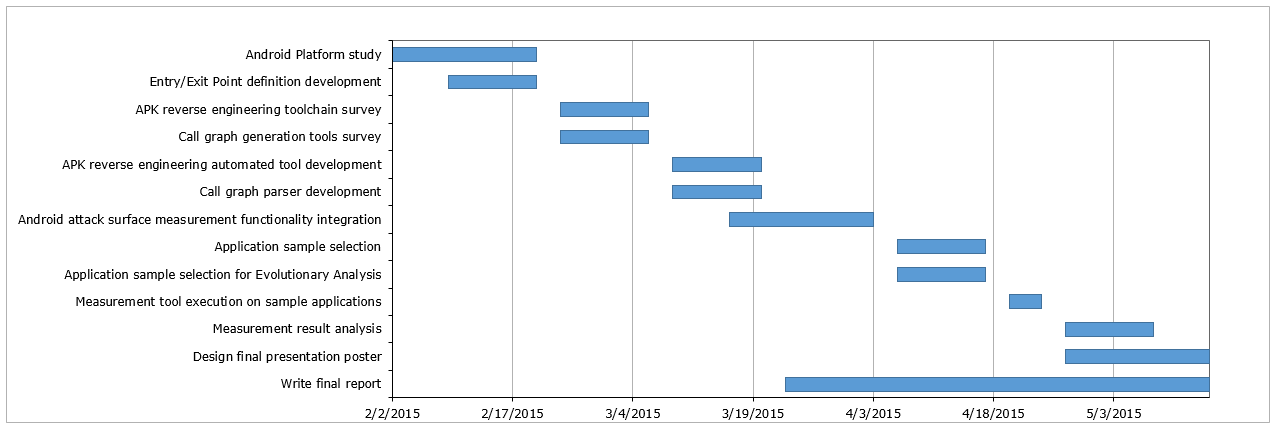 Android Platform study
Entry/Exit Point definition development
APK reverse engineering toolchain survey
Call graph generation tools survey
APK reverse engineering automated tool development
Call graph parser development
Android attack surface measurement functionality integration
Application sample selection
Application sample selection for Evolutionary Analysis
Measurement tool execution on sample applications
Measurement result analysis
Design final presentation poster
Write final report
2/2/2015 2/17/2015 3/4/2015 3/19/2015 4/3/2015 4/18/2015 5/3/2015